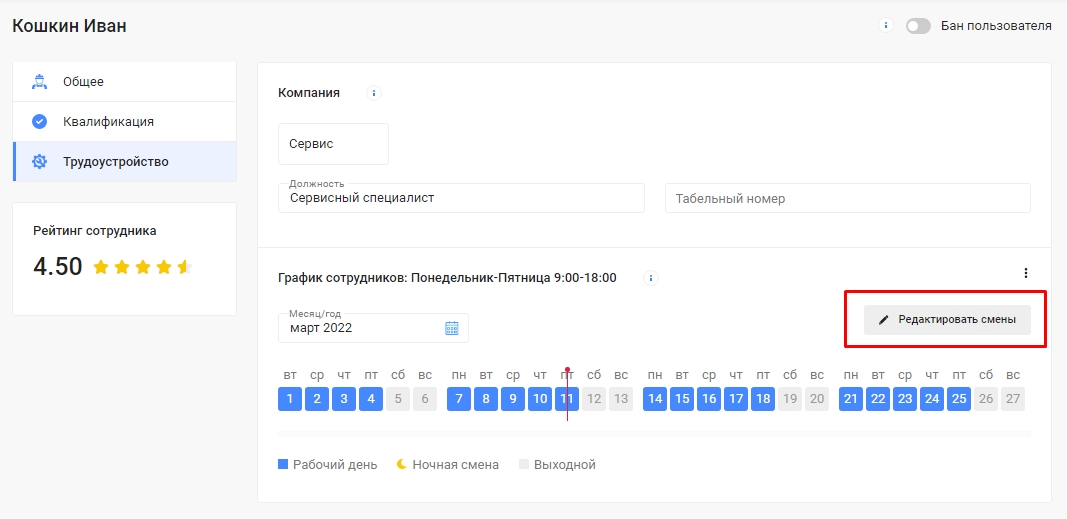 Кошкин Иван
Бан пользователя
Общее
Квалификация
Трудоустройство
Рейтинг сотрудника
4.50
Компания
Сервис
Должность
Сервисный специалист
Табельный номер
График сотрудников: Понедельник-Пятница 9:00-18:00
Месяц/год
март 2022
Редактировать смены
вт ср чт пт сб вс пн вт ср чт пт сб вс пн вт ср чт пт сб вс пн вт ср чт пт сб вс
1 2 3 4 5 6 7 8 9 10 11 12 13 14 15 16 17 18 19 20 21 22 23 24 25 26 27
Рабочий день Ночная смена Выходной